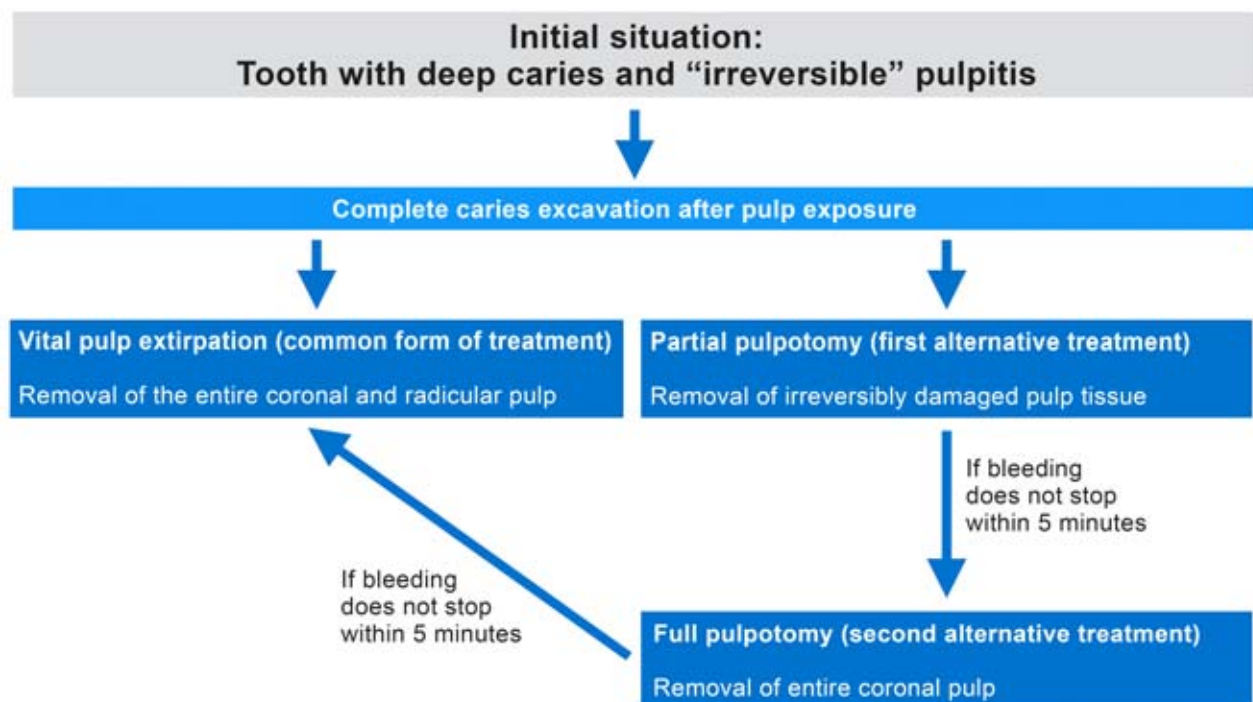 Initial situation:
Tooth with deep caries and “irreversible” pulpitis
Complete caries excavation after pulp exposure
Vital pulp extirpation (common form of treatment)
Removal of the entire coronal and radicular pulp
Partial pulpotomy (first alternative treatment)
Removal of irreversibly damaged pulp tissue
If bleeding
does not stop
within 5 minutes
If bleeding
does not stop
within 5 minutes
Full pulpotomy (second alternative treatment)
Removal of entire coronal pulp